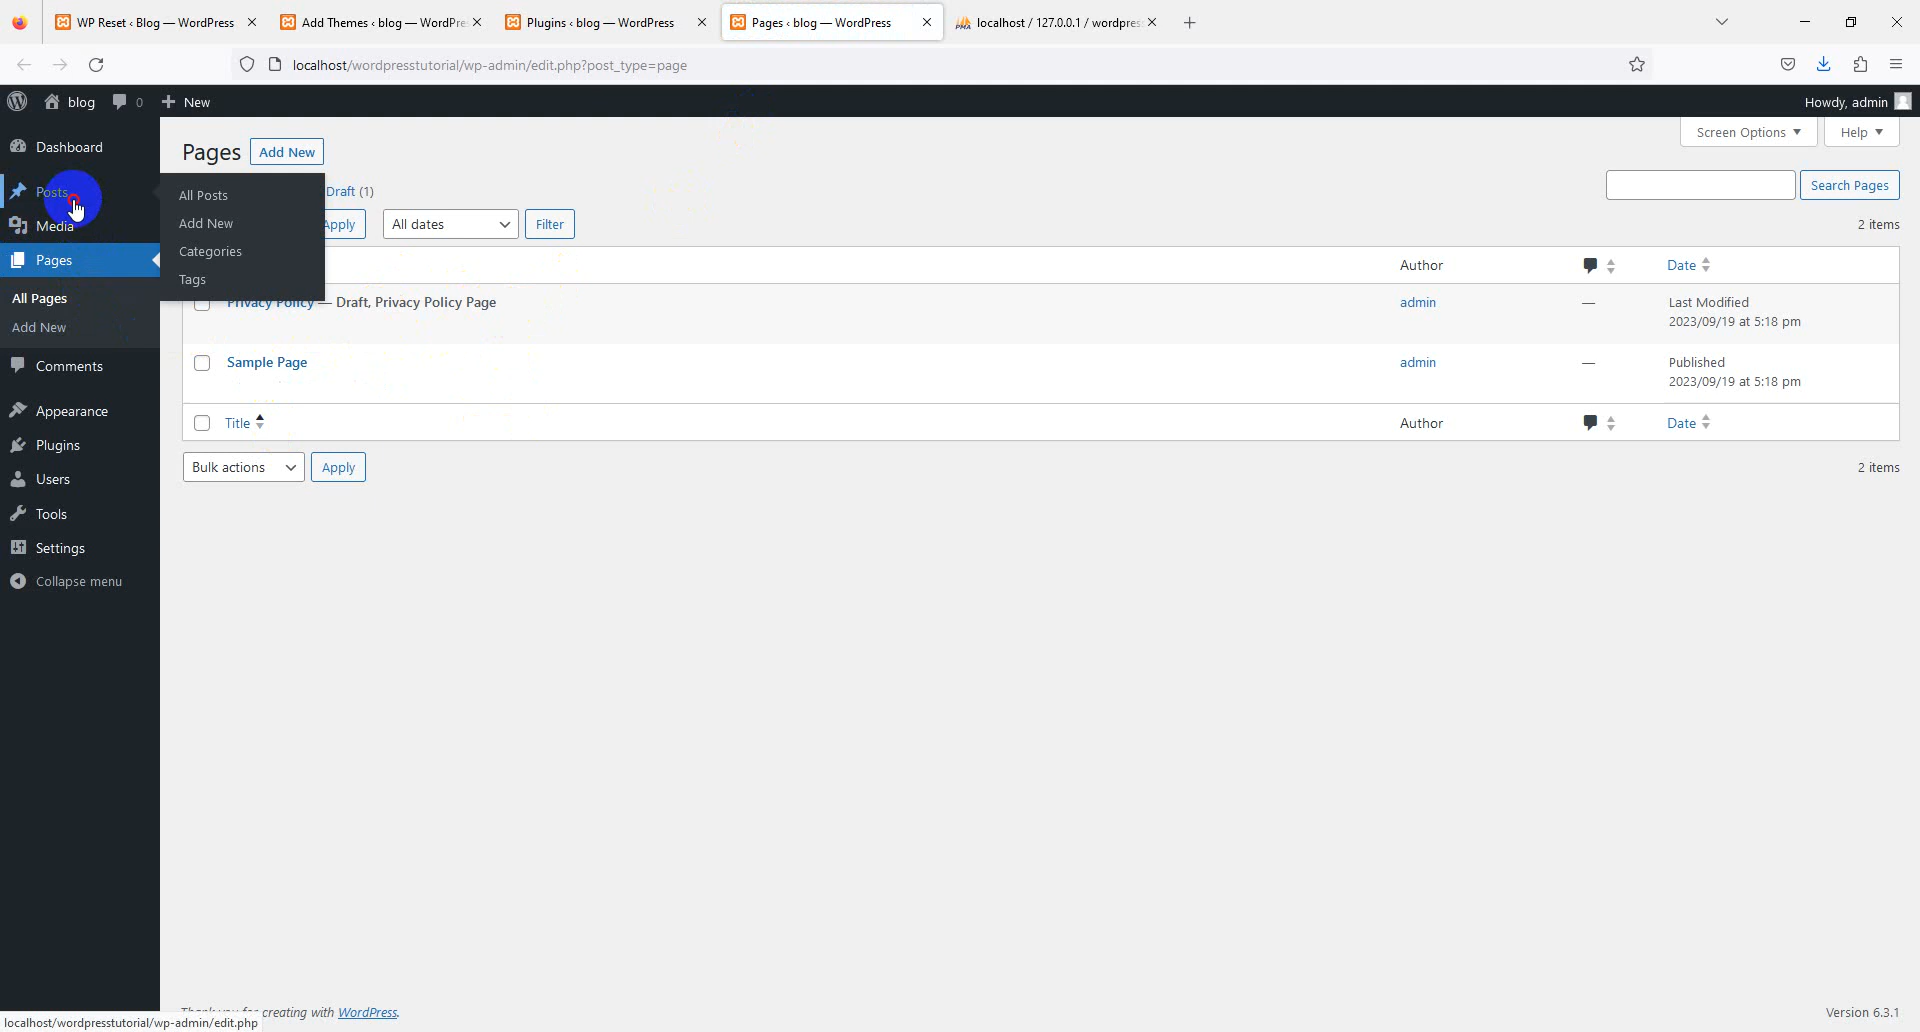 WP Reset ‹ Blog — WordPress
Add Themes ‹ blog — WordPre
Plugins ‹ blog — WordPress
Pages ‹ blog — WordPress
localhost / 127.0.0.1 / wordpres
localhost/wordpresstutorial/wp-admin/edit.php?post_type=page
blog
0
New
Howdy, admin
Dashboard
Posts
Media
Pages
All Pages
Add New
Comments
Appearance
Plugins
Users
Tools
Settings
Collapse menu
All Posts
Add New
Categories
Tags
Pages
Add New
Screen Options
Help
Draft (1)
Search Pages
Apply
All dates
Filter
2 items
Author
Date
Privacy Policy — Draft, Privacy Policy Page
admin
—
Last Modified
2023/09/19 at 5:18 pm
Sample Page
admin
—
Published
2023/09/19 at 5:18 pm
Title
Author
Date
Bulk actions
Apply
2 items
Thank you for creating with WordPress.
Version 6.3.1
localhost/wordpresstutorial/wp-admin/edit.php